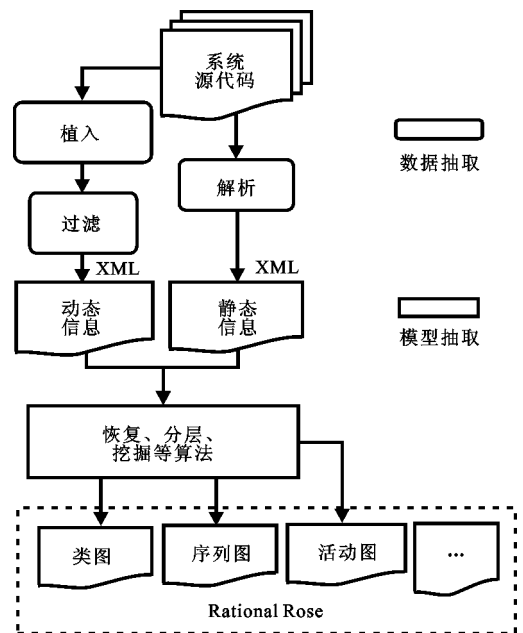 系统
源代码
植入
解析
数据抽取
过滤
XML
XML
动态
信息
静态
信息
模型抽取
恢复、分层、
挖掘等算法
类图
序列图
活动图
...
Rational Rose